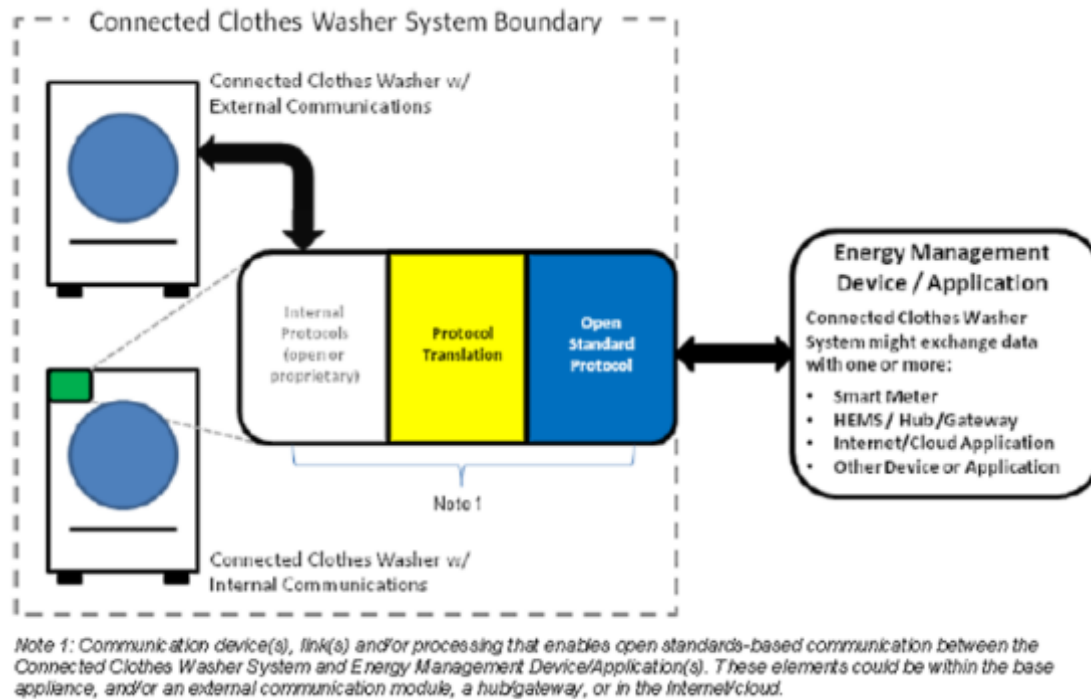 Connected Clothes Washer System Boundary
Connected Clothes Washer w/
External Communications
Internal
Protocols
(open or
proprietary)
Protocol
Translation
Open
Standard
Protocol
Note 1
Connected Clothes Washer w/
Internal Communications
Energy Management
Device / Application
Connected Clothes Washer
System might exchange data
with one or more:
• Smart Meter
• HEMS / Hub /Gateway
• Internet/Cloud Application
• Other Device or Application
Note 1: Communication device(s), link(s) and/or processing that enables open standards-based communication between the
Connected Clothes Washer System and Energy Management Device/Application(s). These elements could be within the base
appliance, and/or an external communication module, a hub/gateway, or in the Internet/cloud.